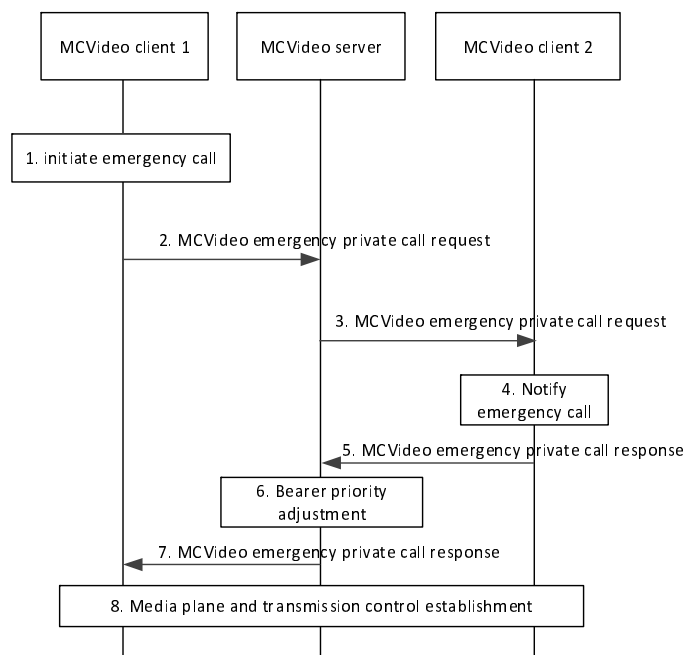 MCVideo client 1
MCVideo server
MCVideo client 2
1. initiate emergency call
2. MCVideo emergency private call request
3. MCVideo emergency private call request
4. Notify
emergency call
5. MCVideo emergency private call response
6. Bearer priority
adjustment
7. MCVideo emergency private call response
8. Media plane and transmission control establishment